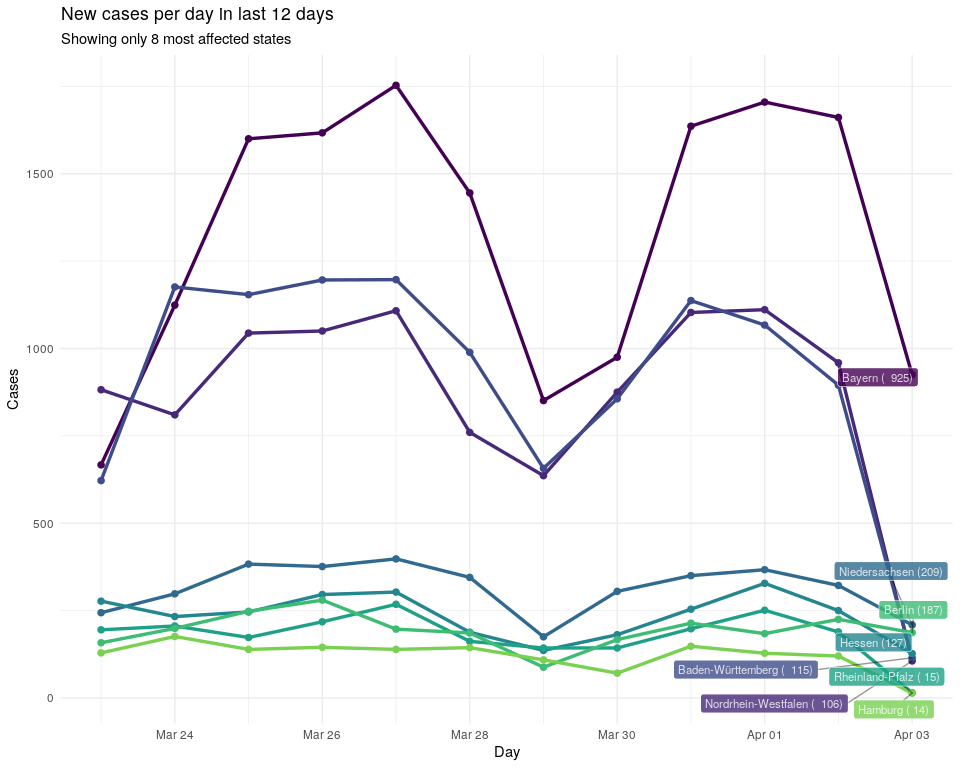 New cases per day in last 12 days
Showing only 8 most affected states
Cases
1500
1000
500
0
Bayern (  925)
Niedersachsen (209)
Berlin (187)
Hessen (127)
Baden-Württemberg (  115)
Rheinland-Pfalz ( 15)
Nordrhein-Westfalen (  106)
Hamburg ( 14)
Mar 24
Mar 26
Mar 28
Mar 30
Apr 01
Apr 03
Day